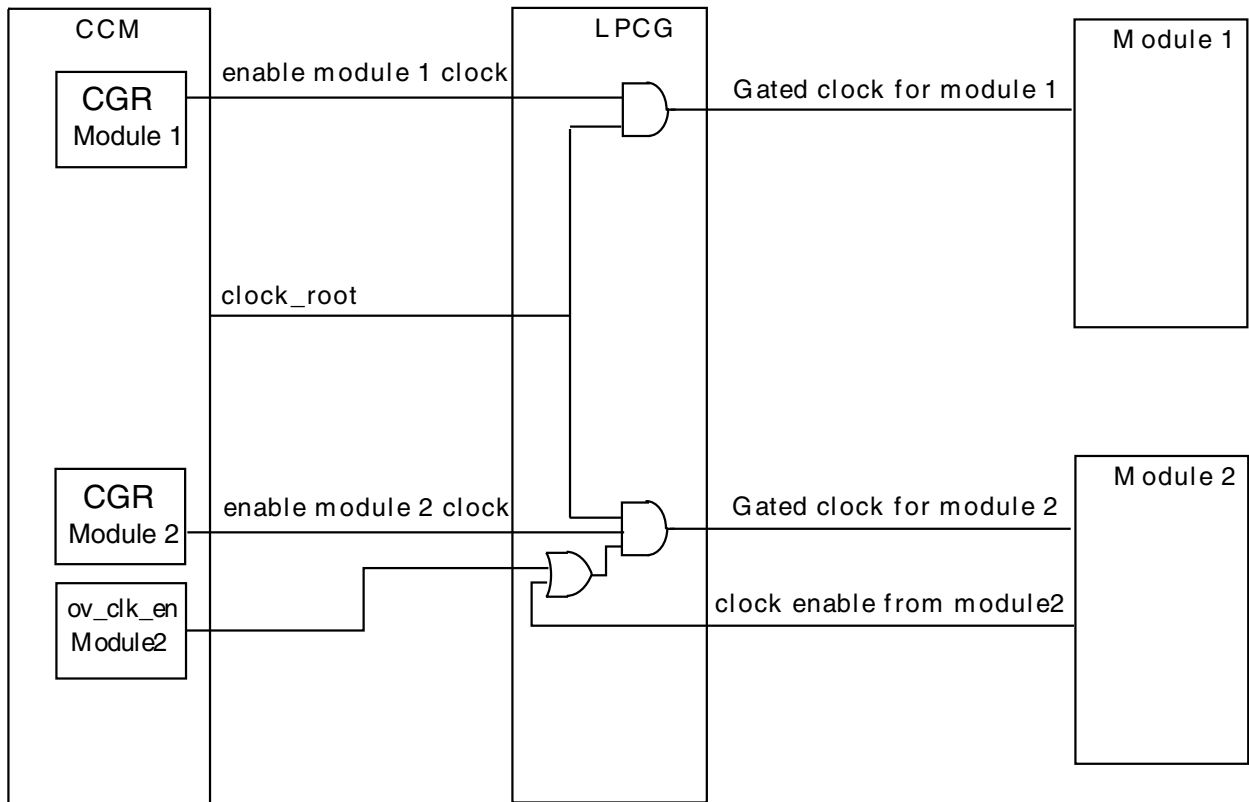 CCM
LPCG
Module 1
enable module 1 clock
Gated clock for module 1
CGR
Module 1
clock_root
Module 2
CGR
Module 2
enable module 2 clock
Gated clock for module 2
ov_clk_en
Module2
clock enable from module2